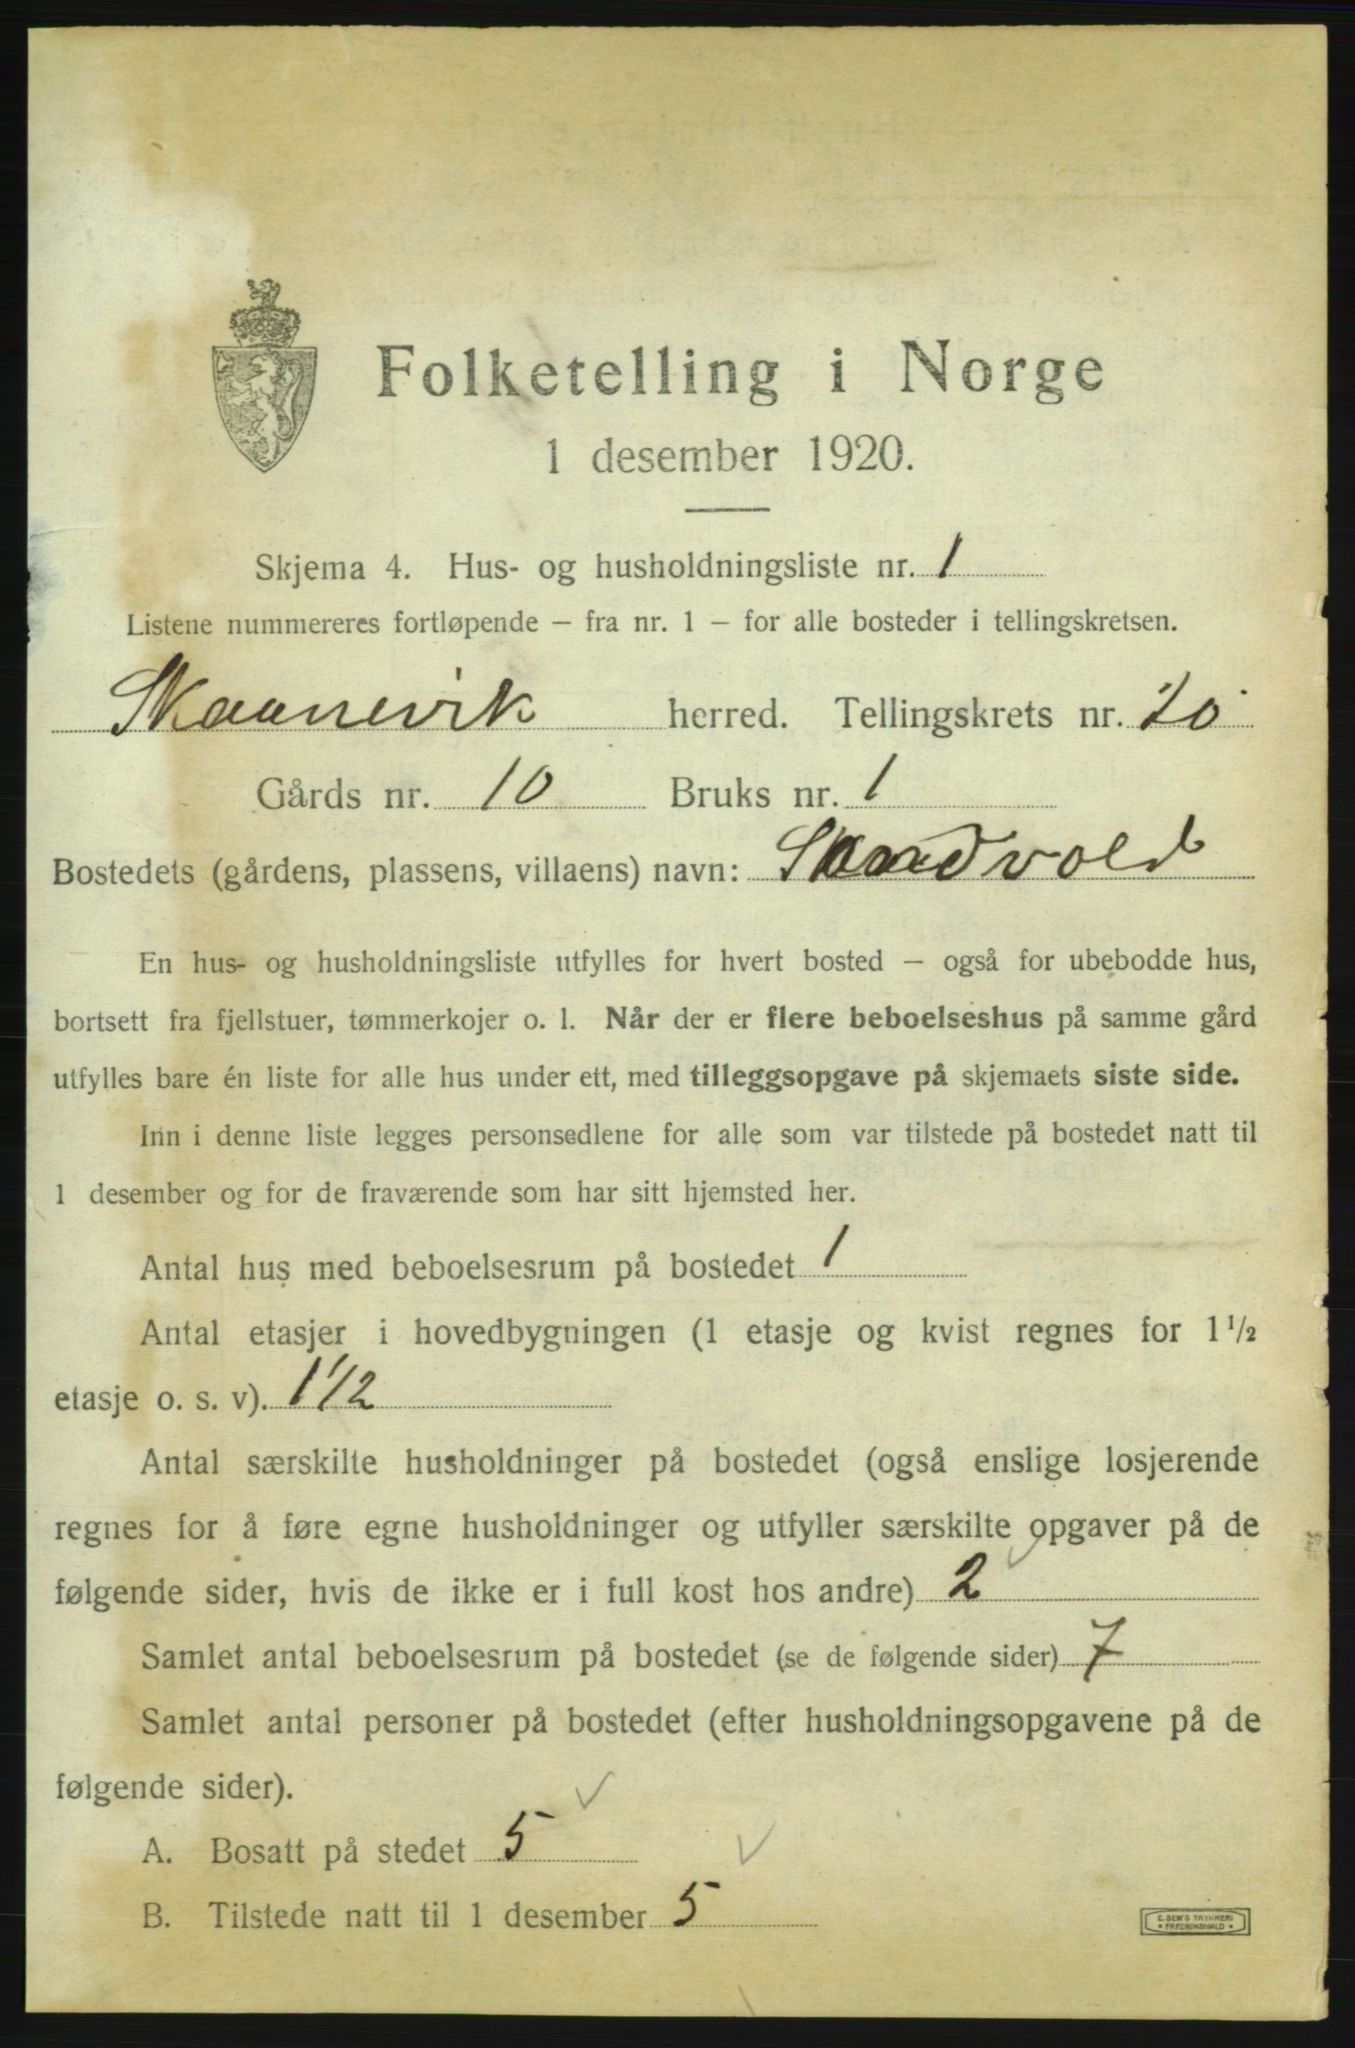 Folketelling i Norge
1 desember 1920.
Skjema 4. Hus- og husholdningsliste nr. 1
Listene nummereres fortløpende – fra nr. 1 – for alle bosteder i tellingskretsen.
Skaanevik herred. Tellingskrets nr. 10
Gårds nr. 10 Bruks nr. 1
Bostedets (gårdens, plassens, villaens) navn: Sandvold
En hus- og husholdningsliste utfylles for hvert bosted – også for ubebodde hus,
bortsett fra fjellstuer, tømmerkojer o. l. Når der er flere beboelseshus på samme gård
utfylles bare én liste for alle hus under ett, med tilleggsopgave på skjemaets siste side.
Inn i denne liste legges personsedlene for alle som var tilstede på bostedet natt til
1 desember og for de fraværende som har sitt hjemsted her.
Antal hus med beboelsesrum på bostedet 1
Antal etasjer i hovedbygningen (1 etasje og kvist regnes for 1 1/2
etasje o. s. v). 1 1/2
Antal særskilte husholdninger på bostedet (også enslige losjerende
regnes for å føre egne husholdninger og utfyller særskilte opgaver på de
følgende sider, hvis de ikke er i full kost hos andre) 2
Samlet antal beboelsesrum på bostedet (se de følgende sider) 7
Samlet antal personer på bostedet (efter husholdningsopgavene på de
følgende sider).
A. Bosatt på stedet 5
B. Tilstede natt til 1 desember 5
E. SEM'S TRYKKERI
FREDRIKSHALD